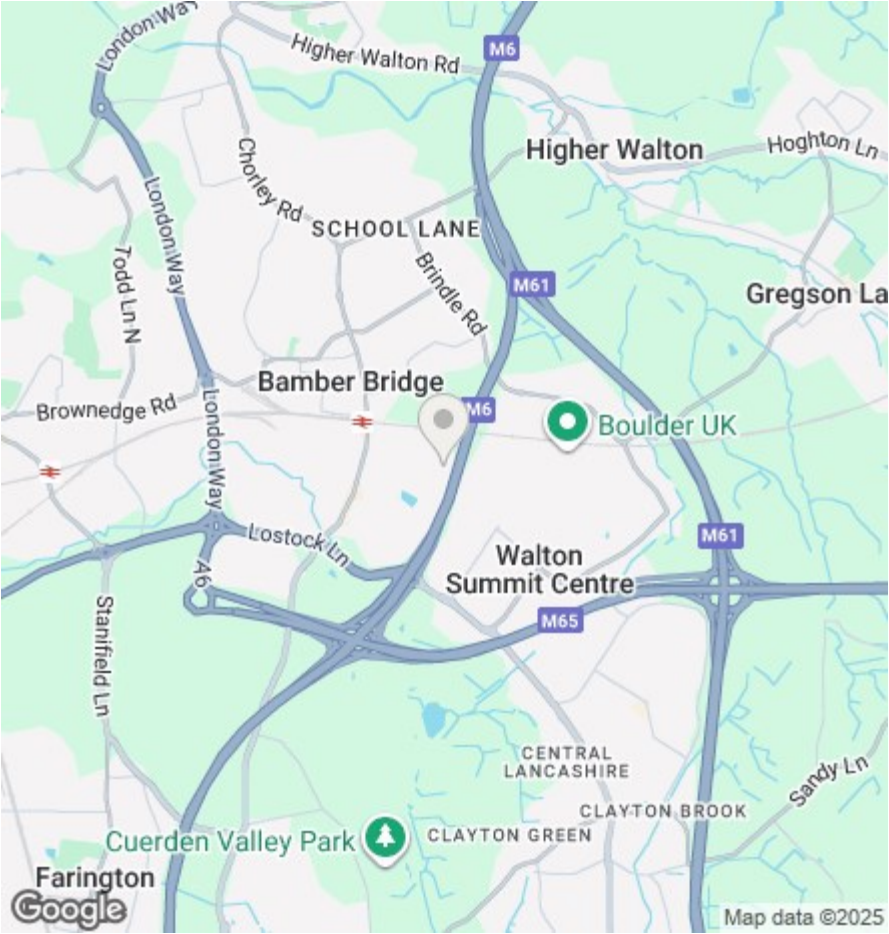 London Way
M6
Higher Walton Rd
Higher Walton
Hoghton Ln
Chorley Rd
London Way
SCHOOL LANE
Todd Ln N
Brindle Rd
M61
Gregson La
Bamber Bridge
Brownedge Rd
London Way
M6
Boulder UK
Lostock Ln
M61
A6
Walton
Summit Centre
M65
Stanifield Ln
CENTRAL
LANCASHIRE
Sandy Ln
CLAYTON BROOK
Cuerden Valley Park
CLAYTON GREEN
Farington
Google
Map data ©2025